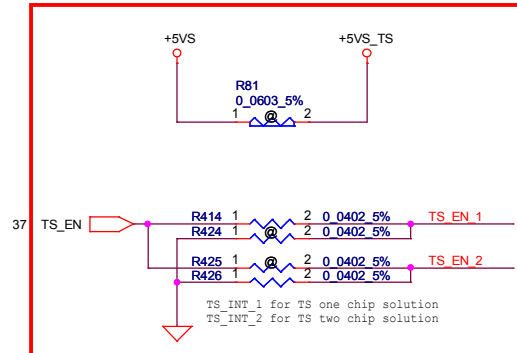 +5VS +5VS_TS
R81
0_0603_5%
1 @ 2
37 TS_EN R414 1 2 0_0402_5% TS_EN_1
R424 1 @ 2 0_0402_5%
R425 1 @ 2 0_0402_5% TS_EN_2
R426 1 2 0_0402_5%
TS_INT_1 for TS one chip solution
TS_INT_2 for TS two chip solution